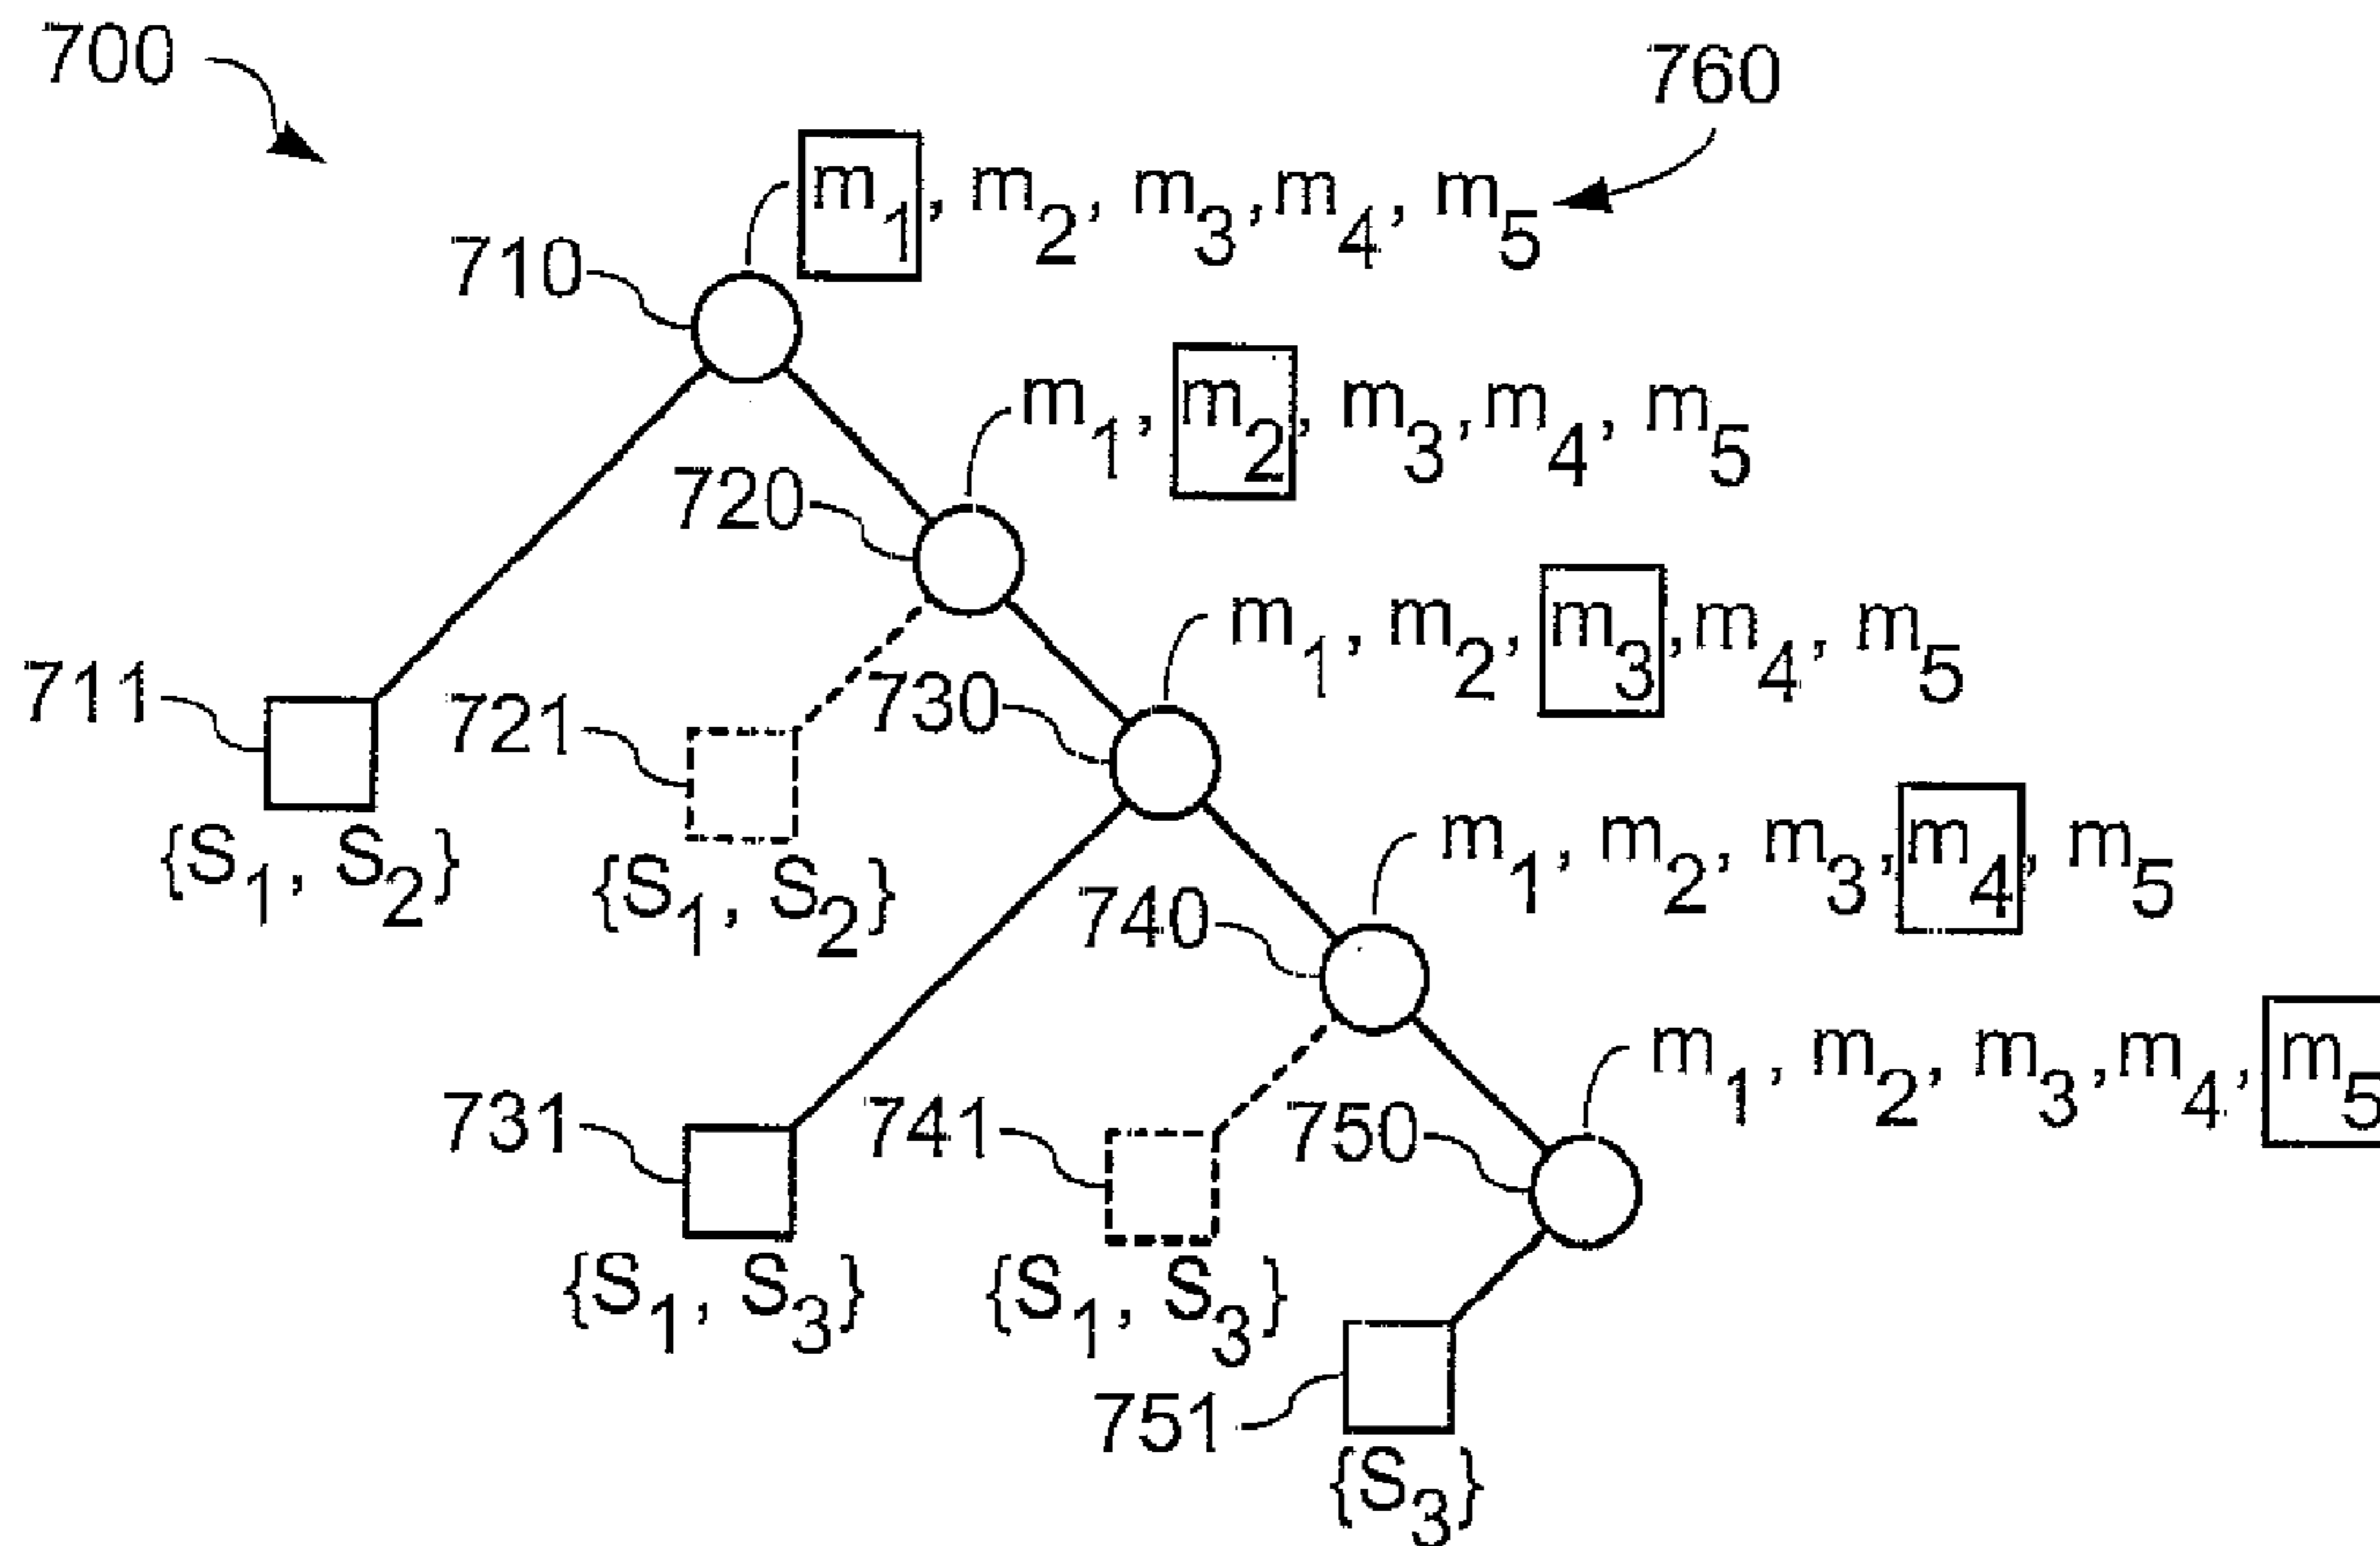 700
760
m1, m2, m3, m4, m5
710
m1, m2, m3, m4, m5
720
m1, m2, m3, m4, m5
711
721
730
m1, m2, m3, m4, m5
{S1, S2}
{S1, S2}
740
m1, m2, m3, m4, m5
731
741
750
{S1, S3}
{S1, S3}
751
{S3}